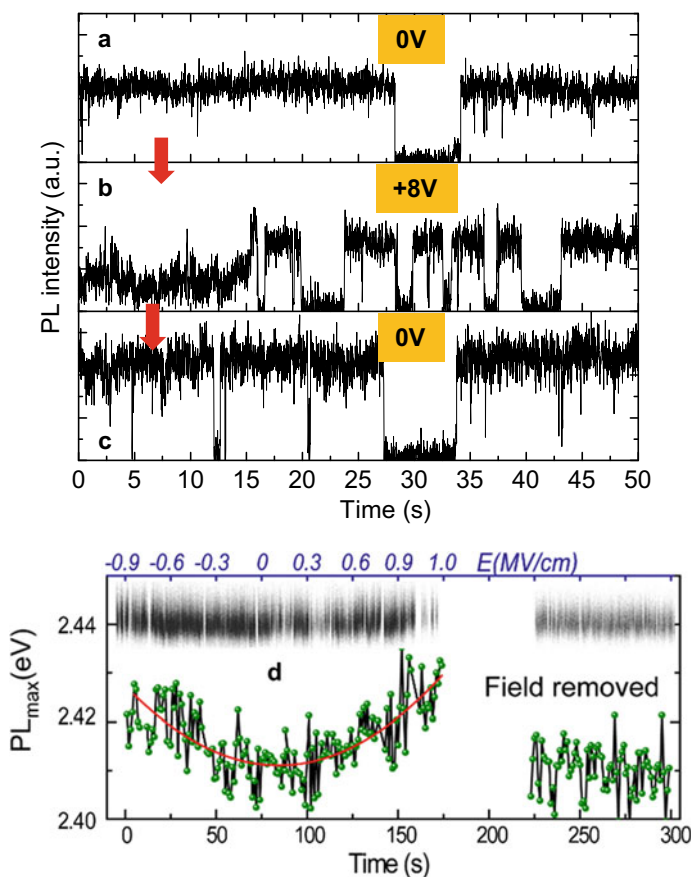 a
0V
b
+8V
0V
c
PL intensity (a.u.)
0 5 10 15 20 25 30 35 40 45 50
Time (s)
-0.9 -0.6 -0.3 0 0.3 0.6 0.9 1.0 E(MV/cm)
2.44
d
Field removed
2.42
2.40
PLmax(eV)
0 50 100 150 200 250 300
Time (s)